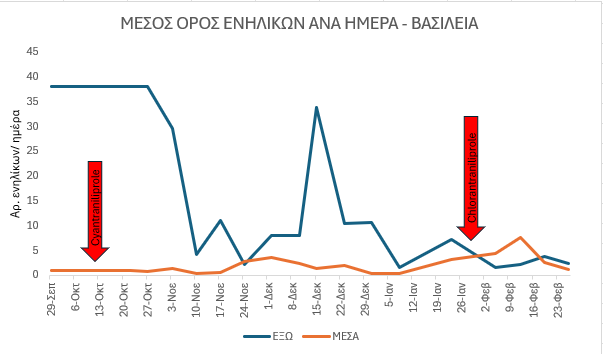 ΜΕΣΟΣ ΟΡΟΣ ΕΝΗΛΙΚΩΝ ΑΝΑ ΗΜΕΡΑ - ΒΑΣΙΛΕΙΑ
Αρ. ενηλίκων/ ημέρα
45
40
35
30
25
20
15
10
5
0
Cyantraniliprole
Chlorantraniliprole
29-Σεπ
6-Οκτ
13-Οκτ
20-Οκτ
27-Οκτ
3-Νοε
10-Νοε
17-Νοε
24-Νοε
1-Δεκ
8-Δεκ
15-Δεκ
22-Δεκ
29-Δεκ
5-Ιαν
12-Ιαν
19-Ιαν
26-Ιαν
2-Φεβ
9-Φεβ
16-Φεβ
23-Φεβ
ΕΞΩ
ΜΕΣΑ